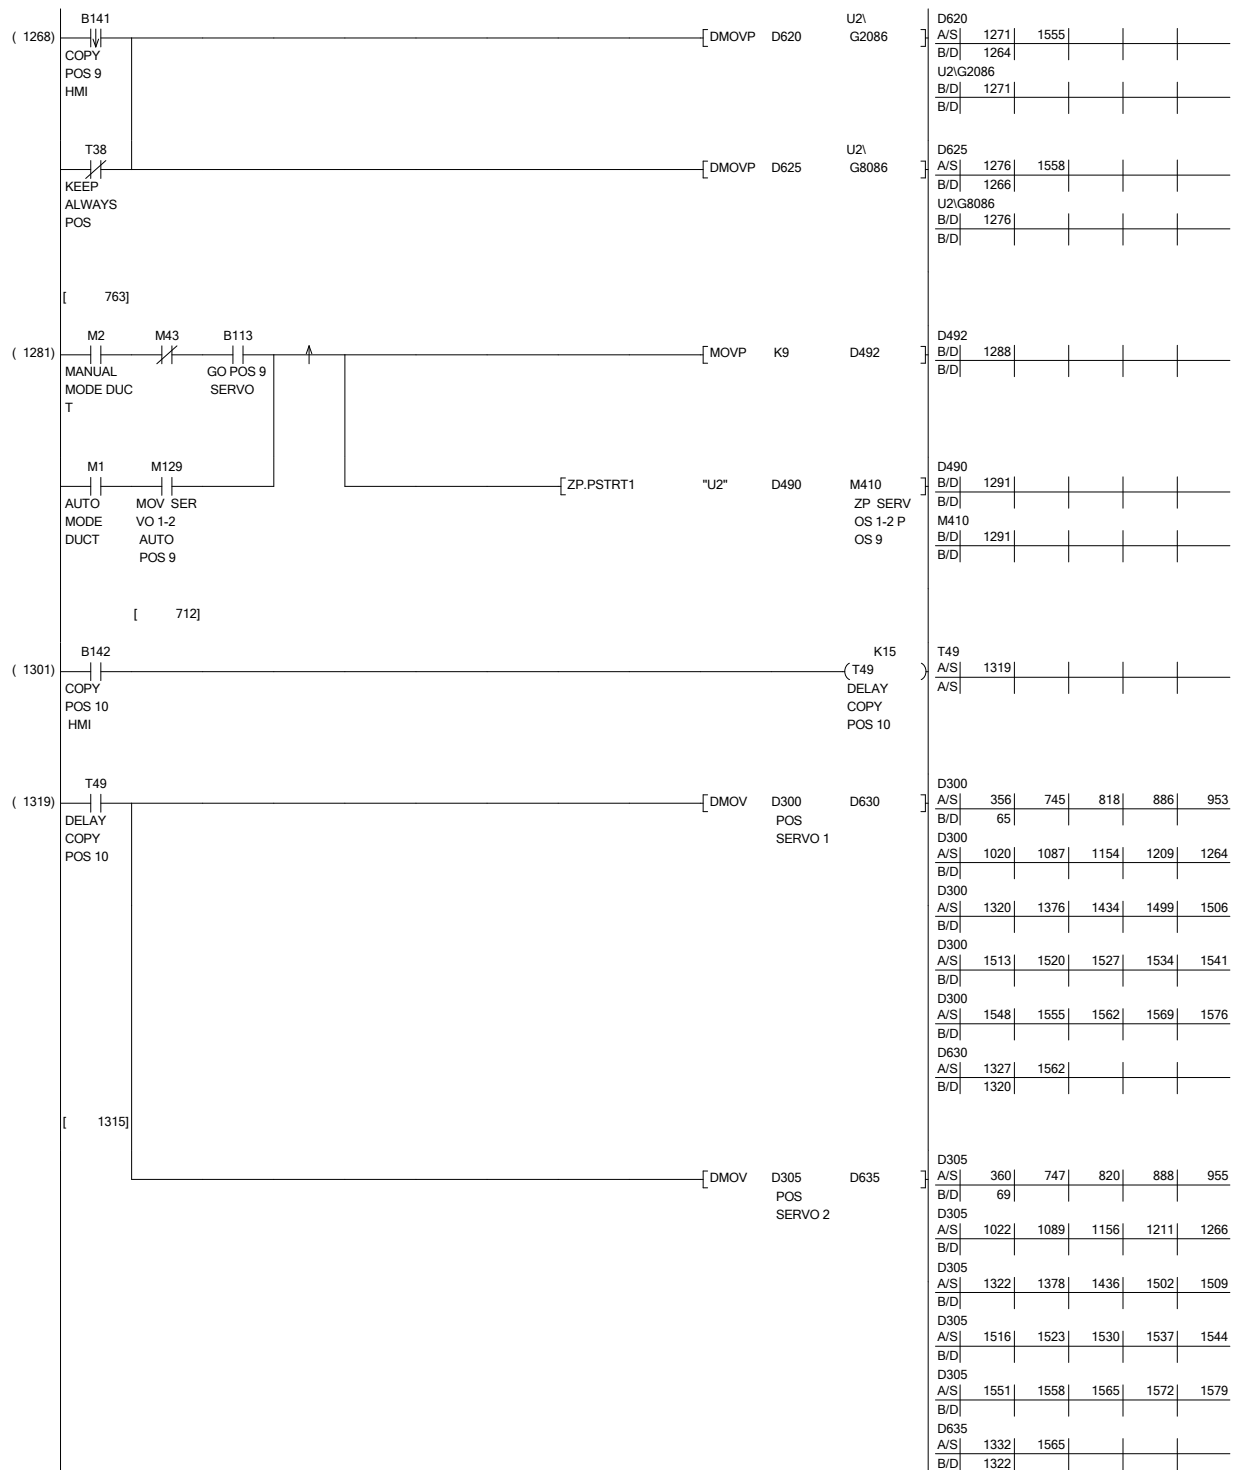 B141 U2\ D620
( 1268) DMOVP D620 G2086 A/S 1271 1555
COPY B/D 1264
POS 9 U2\G2086
HMI B/D 1271
B/D
T38 U2\ D625
DMOVP D625 G8086 A/S 1276 1558
KEEP B/D 1266
ALWAYS U2\G8086
POS B/D 1276
B/D
[ 763]
M2 M43 B113 D492
( 1281) MOVP K9 D492 B/D 1288
MANUAL GO POS 9 B/D
MODE DUC SERVO
T
M1 M129 D490
ZP.PSTRT1 "U2" D490 M410 B/D 1291
AUTO MOV SER ZP SERV B/D
MODE VO 1-2 OS 1-2 P M410
DUCT AUTO OS 9 B/D 1291
POS 9 B/D
[ 712]
B142 K15 T49
( 1301) T49 A/S 1319
COPY DELAY A/S
POS 10 COPY
HMI POS 10
T49 D300
( 1319) DMOV D300 D630 A/S 356 745 818 886 953
DELAY POS B/D 65
COPY SERVO 1 D300
POS 10 A/S 1020 1087 1154 1209 1264
B/D
D300
A/S 1320 1376 1434 1499 1506
B/D
D300
A/S 1513 1520 1527 1534 1541
B/D
D300
A/S 1548 1555 1562 1569 1576
B/D
D630
A/S 1327 1562
B/D 1320
[ 1315]
D305
DMOV D305 D635 A/S 360 747 820 888 955
POS B/D 69
SERVO 2 D305
A/S 1022 1089 1156 1211 1266
B/D
D305
A/S 1322 1378 1436 1502 1509
B/D
D305
A/S 1516 1523 1530 1537 1544
B/D
D305
A/S 1551 1558 1565 1572 1579
B/D
D635
A/S 1332 1565
B/D 1322